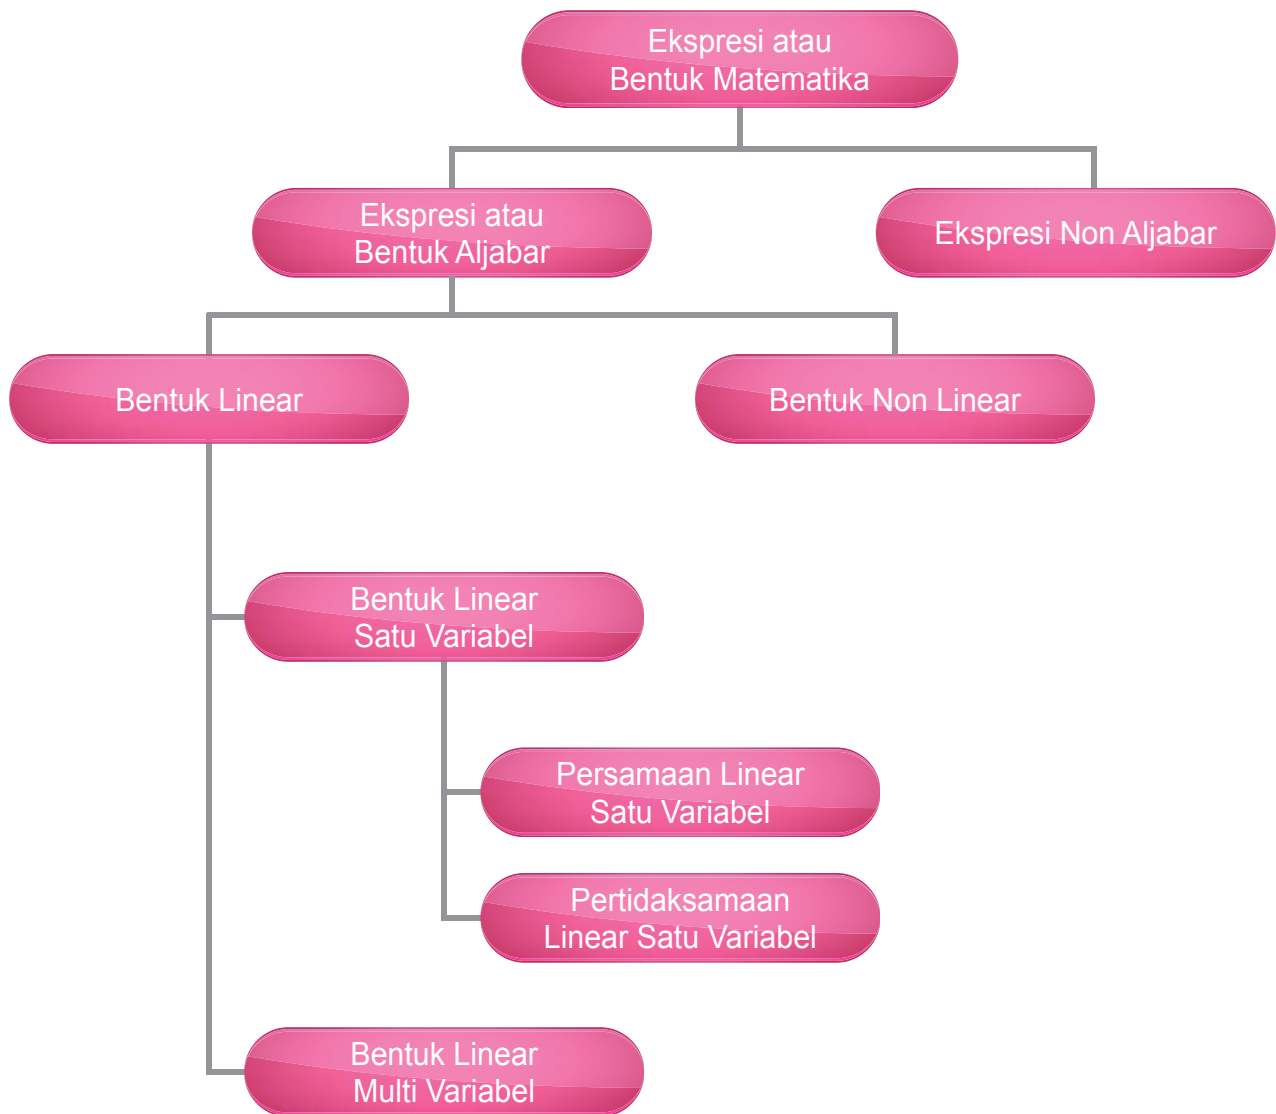 Ekspresi atau
Bentuk Matematika
Ekspresi atau
Bentuk Aljabar
Ekspresi Non Aljabar
Bentuk Linear
Bentuk Non Linear
Bentuk Linear
Satu Variabel
Persamaan Linear
Satu Variabel
Pertidaksamaan
Linear Satu Variabel
Bentuk Linear
Multi Variabel